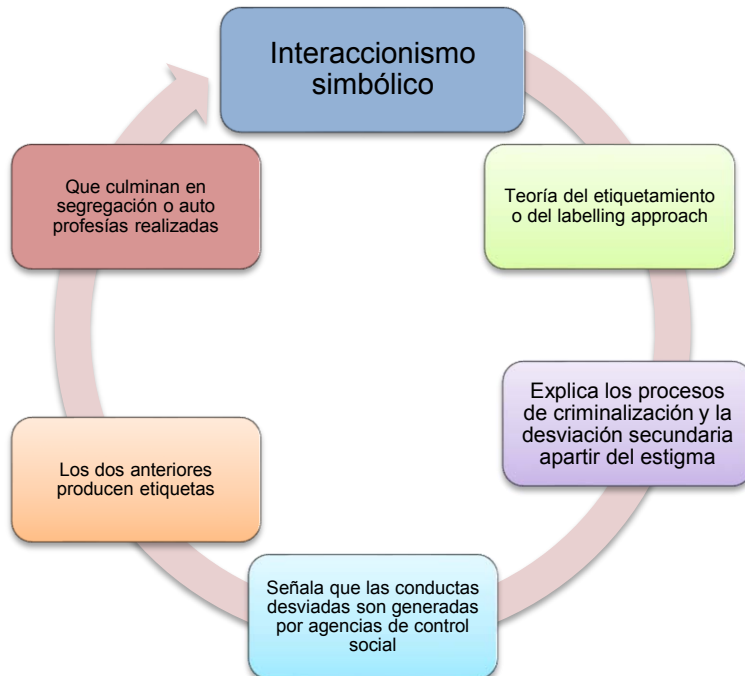 Interaccionismo
simbólico
Teoría del etiquetamiento
o del labelling approach
Explica los procesos
de criminalización y la
desviación secundaria
apartir del estigma
Señala que las conductas
desviadas son generadas
por agencias de control
social
Los dos anteriores
producen etiquetas
Que culminan en
segregación o auto
profesías realizadas